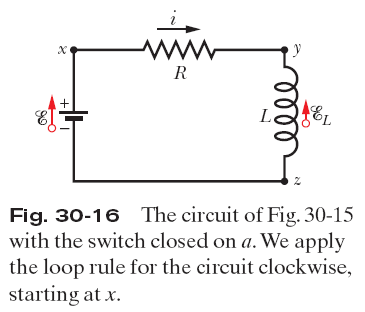 i
x
y
R
+
ℰ
−
L
ℰL
z
Fig. 30-16 The circuit of Fig. 30-15
with the switch closed on a. We apply
the loop rule for the circuit clockwise,
starting at x.